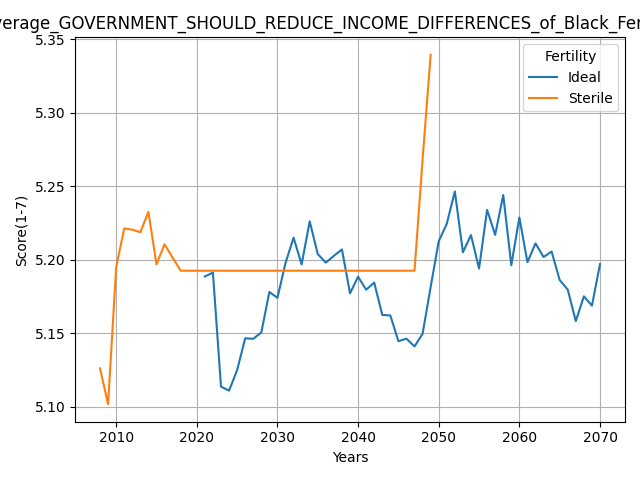 verage_GOVERNMENT_SHOULD_REDUCE_INCOME_DIFFERENCES_of_Black_Fer
5.35
5.30
5.25
5.20
5.15
5.10
Score(1-7)
Fertility
Ideal
Sterile
2010 2020 2030 2040 2050 2060 2070
Years